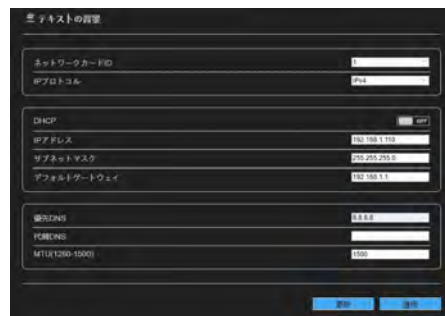 テキストの背景
ネットワークカードID 1
IPプロトコル IPv4
DHCP OFF
IPアドレス 192.168.1.110
サブネットマスク 255.255.255.0
デフォルトゲートウェイ 192.168.1.1
優先DNS 8.8.8.8
代替DNS
MTU(1280-1500) 1500
適用